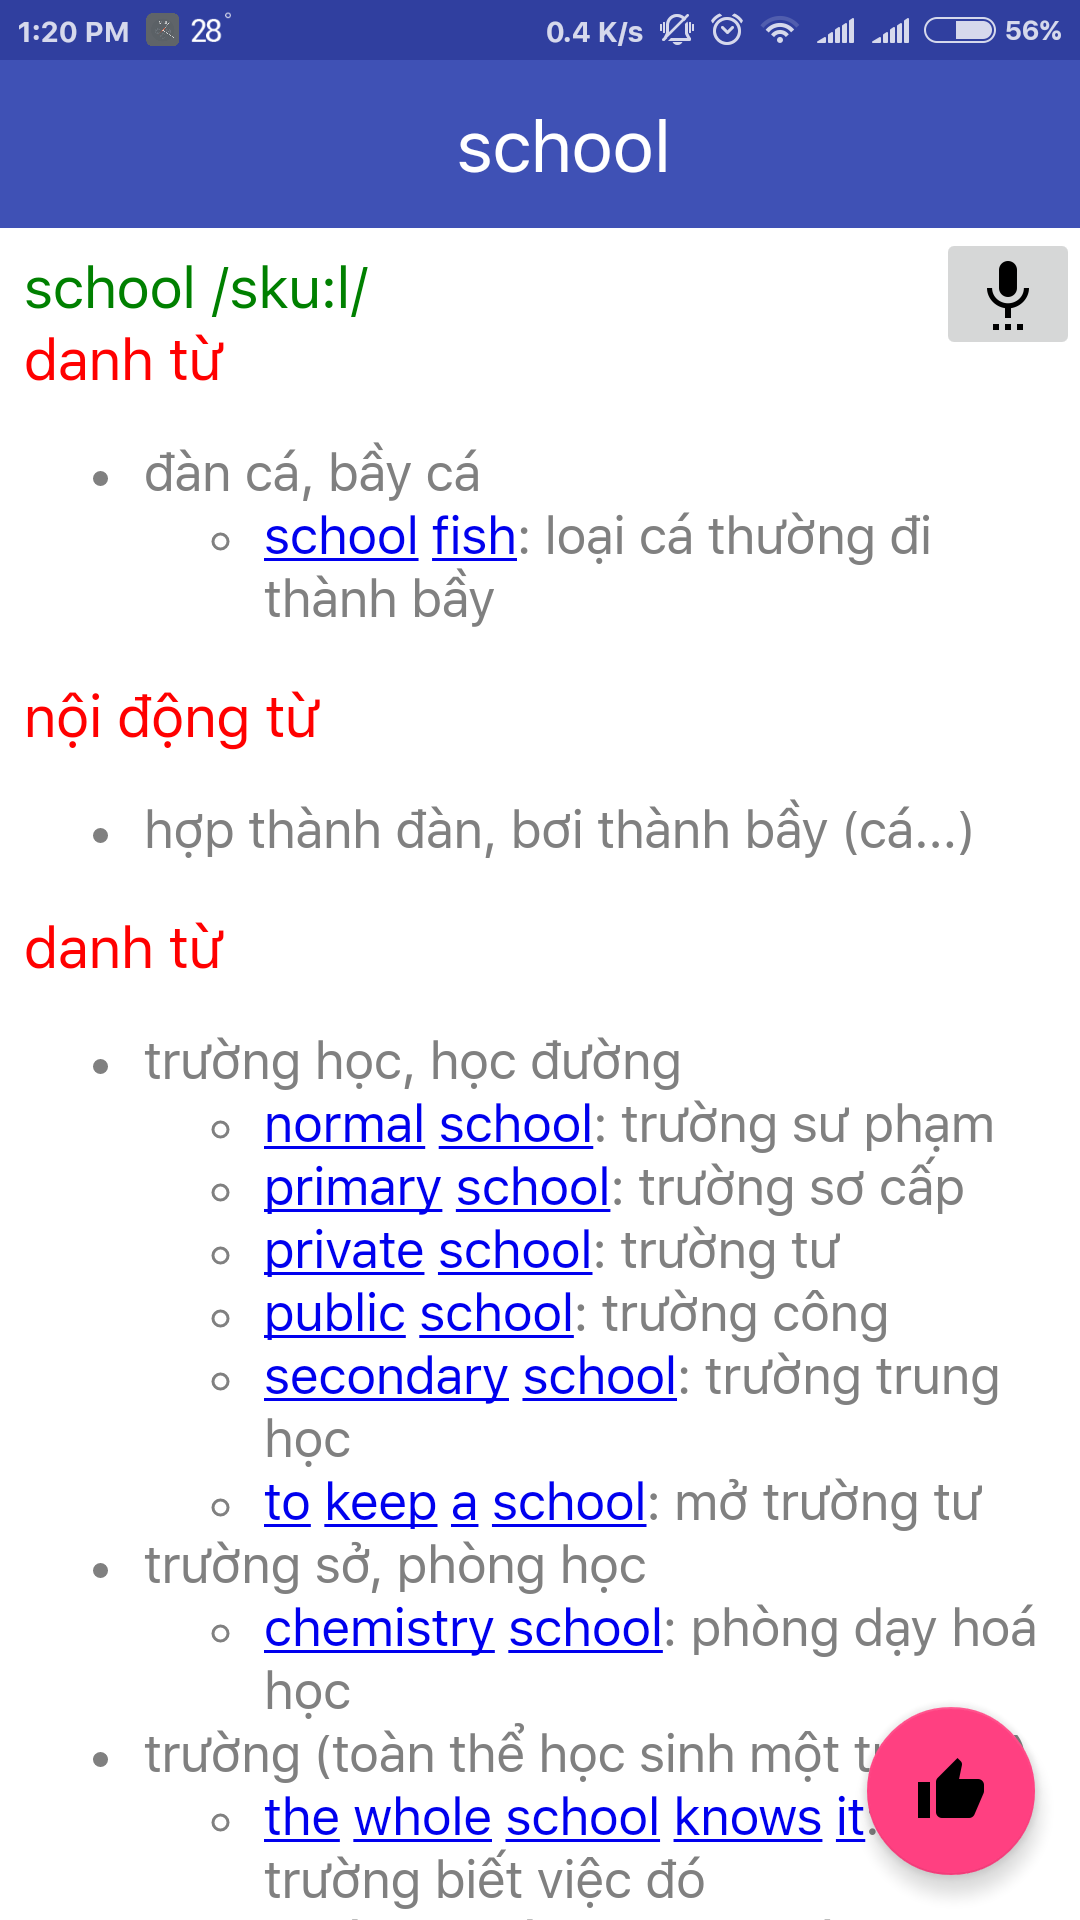 1:20 PM 28° 0.4 K/s 56%
school
school /sku:l/
danh từ
• đàn cá, bầy cá
◦ school fish: loại cá thường đi
thành bầy
nội động từ
• hợp thành đàn, bơi thành bầy (cá...)
danh từ
• trường học, học đường
◦ normal school: trường sư phạm
◦ primary school: trường sơ cấp
◦ private school: trường tư
◦ public school: trường công
◦ secondary school: trường trung
học
◦ to keep a school: mở trường tư
• trường sở, phòng học
◦ chemistry school: phòng dạy hoá
học
• trường (toàn thể học sinh một
◦ the whole school knows it:
trường biết việc đó